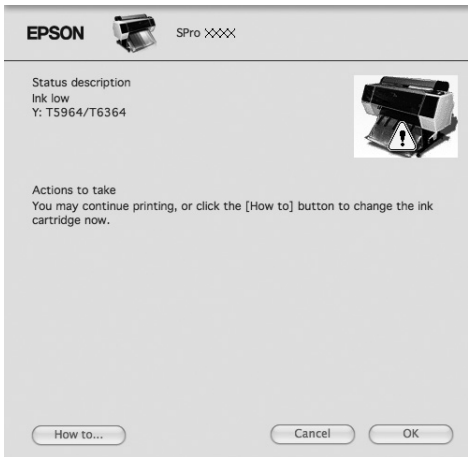 EPSON
SPro XXXX
Status description
Ink low
Y: T5964/T6364
Actions to take
You may continue printing, or click the [How to] button to change the ink
cartridge now.
How to...
Cancel
OK